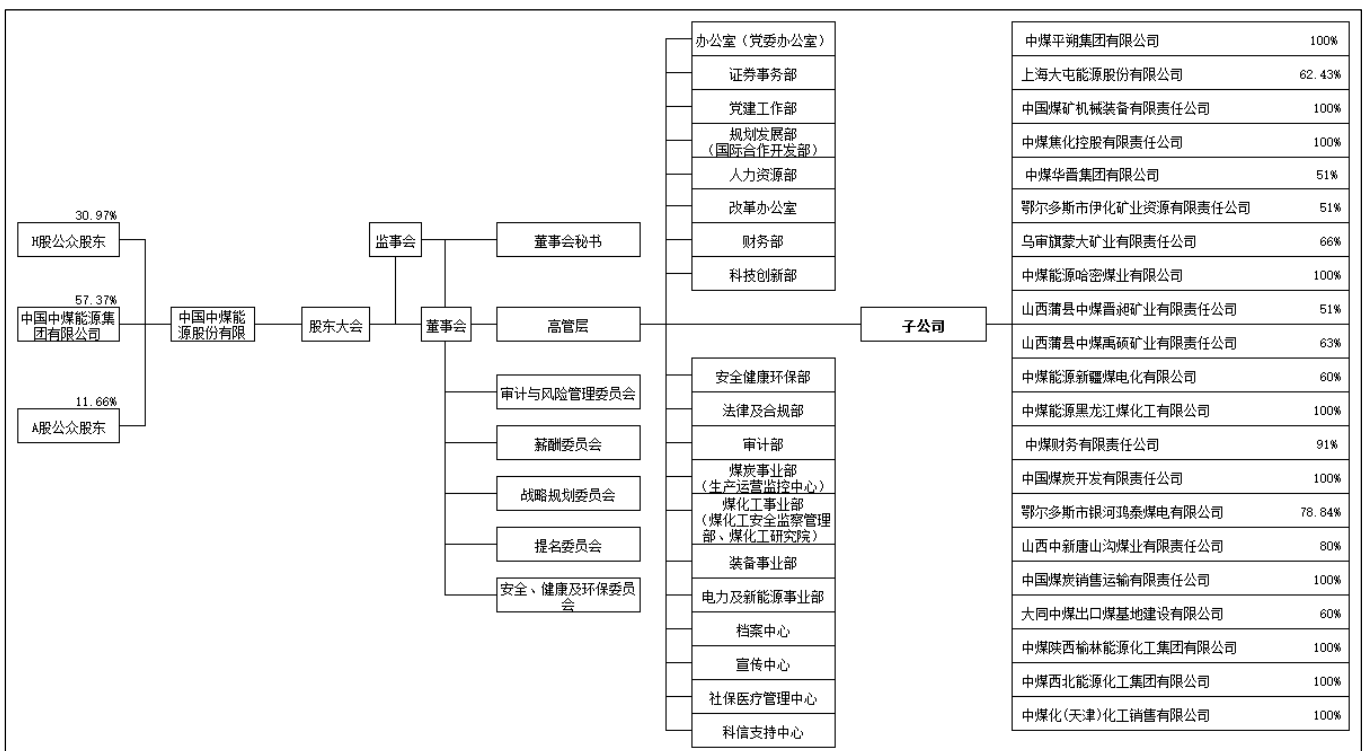 30.97%
H股公众股东
57.37%
中国中煤能源集
团有限公司
11.66%
A股公众股东
中国中煤能
源股份有限
股东大会
监事会
董事会
董事会秘书
高管层
审计与风险管理委员会
薪酬委员会
战略规划委员会
提名委员会
安全、健康及环保委员
会
办公室（党委办公室）
证券事务部
党建工作部
规划发展部
（国际合作开发部）
人力资源部
改革办公室
财务部
科技创新部
安全健康环保部
法律及合规部
审计部
煤炭事业部
（生产运营监控中心）
煤化工事业部
（煤化工安全监察管理
部、煤化工研究院）
装备事业部
电力及新能源事业部
档案中心
宣传中心
社保医疗管理中心
科信支持中心
子公司
中煤平朔集团有限公司 100%
上海大屯能源股份有限公司 62.43%
中国煤矿机械装备有限责任公司 100%
中煤焦化控股有限责任公司 100%
中煤华晋集团有限公司 51%
鄂尔多斯市伊化矿业资源有限责任公司 51%
乌审旗蒙大矿业有限责任公司 66%
中煤能源哈密煤业有限公司 100%
山西蒲县中煤晋昶矿业有限责任公司 51%
山西蒲县中煤禹硕矿业有限责任公司 63%
中煤能源新疆煤电化有限公司 60%
中煤能源黑龙江煤化工有限公司 100%
中煤财务有限责任公司 91%
中国煤炭开发有限责任公司 100%
鄂尔多斯市银河鸿泰煤电有限公司 78.84%
山西中新唐山沟煤业有限责任公司 80%
中国煤炭销售运输有限责任公司 100%
大同中煤出口煤基地建设有限公司 60%
中煤陕西榆林能源化工集团有限公司 100%
中煤西北能源化工集团有限公司 100%
中煤化(天津)化工销售有限公司 100%